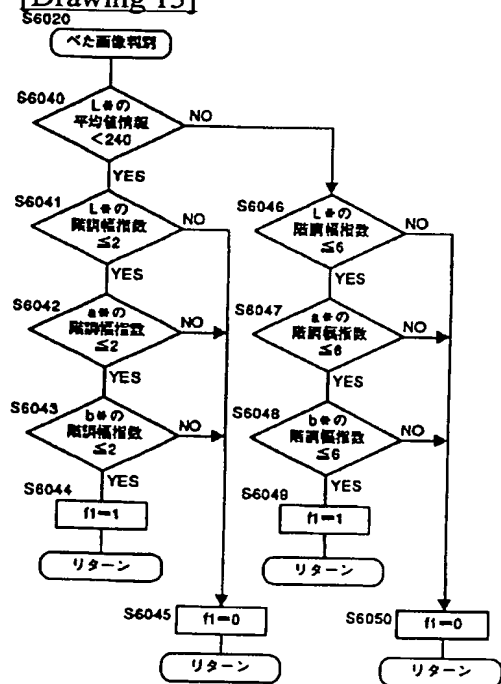 [Drawing 13]
S6020
べた画像判別
S6040
L*の
平均値情報
<240
NO
YES
S6041
L*の
階調幅指数
≦2
NO
YES
S6042
a*の
階調幅指数
≦2
NO
YES
S6043
b*の
階調幅指数
≦2
NO
YES
S6044
f1=1
リターン
S6045
f1=0
リターン
S6046
L*の
階調幅指数
≦6
NO
YES
S6047
a*の
階調幅指数
≦6
NO
YES
S6048
b*の
階調幅指数
≦6
NO
YES
S6049
f1=1
リターン
S6050
f1=0
リターン